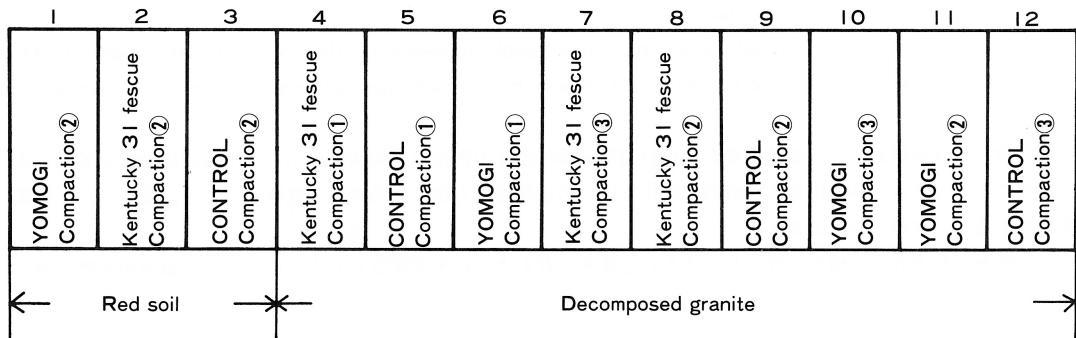 1 2 3 4 5 6 7 8 9 10 11 12
YOMOGI
Compaction②
Kentucky 31 fescue
Compaction②
CONTROL
Compaction②
Kentucky 31 fescue
Compaction①
CONTROL
Compaction①
YOMOGI
Compaction①
Kentucky 31 fescue
Compaction③
Kentucky 31 fescue
Compaction②
CONTROL
Compaction②
YOMOGI
Compaction③
YOMOGI
Compaction②
CONTROL
Compaction③
Red soil
Decomposed granite